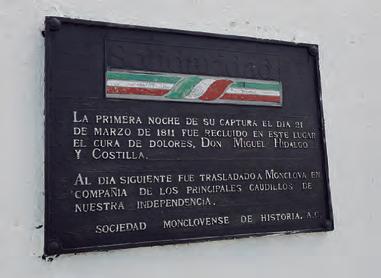 Solidaridad
LA PRIMERA NOCHE DE SU CAPTURA EL DIA 21
DE MARZO DE 1811 FUE RECLUIDO EN ESTE LUGAR
EL CURA DE DOLORES, DON MIGUEL HIDALGO
Y COSTILLA.
AL DIA SIGUIENTE FUE TRASLADADO A MONCLOVA EN
COMPAÑIA DE LOS PRINCIPALES CAUDILLOS DE
NUESTRA INDEPENDENCIA.
SOCIEDAD MONCLOVENSE DE HISTORIA, A.C.